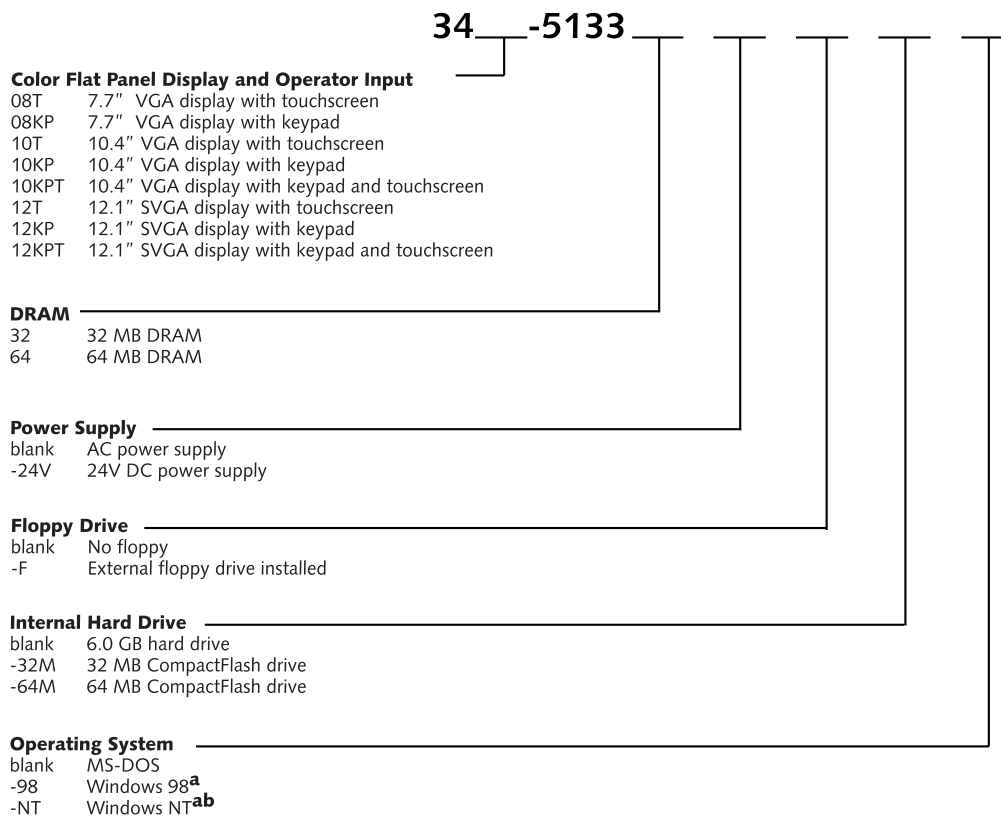 34 -5133
Color Flat Panel Display and Operator Input
08T 7.7" VGA display with touchscreen
08KP 7.7" VGA display with keypad
10T 10.4" VGA display with touchscreen
10KP 10.4" VGA display with keypad
10KPT 10.4" VGA display with keypad and touchscreen
12T 12.1" SVGA display with touchscreen
12KP 12.1" SVGA display with keypad
12KPT 12.1" SVGA display with keypad and touchscreen
DRAM
32 32 MB DRAM
64 64 MB DRAM
Power Supply
blank AC power supply
-24V 24V DC power supply
Floppy Drive
blank No floppy
-F External floppy drive installed
Internal Hard Drive
blank 6.0 GB hard drive
-32M 32 MB CompactFlash drive
-64M 64 MB CompactFlash drive
Operating System
blank MS-DOS
-98 Windows 98a
-NT Windows NTab